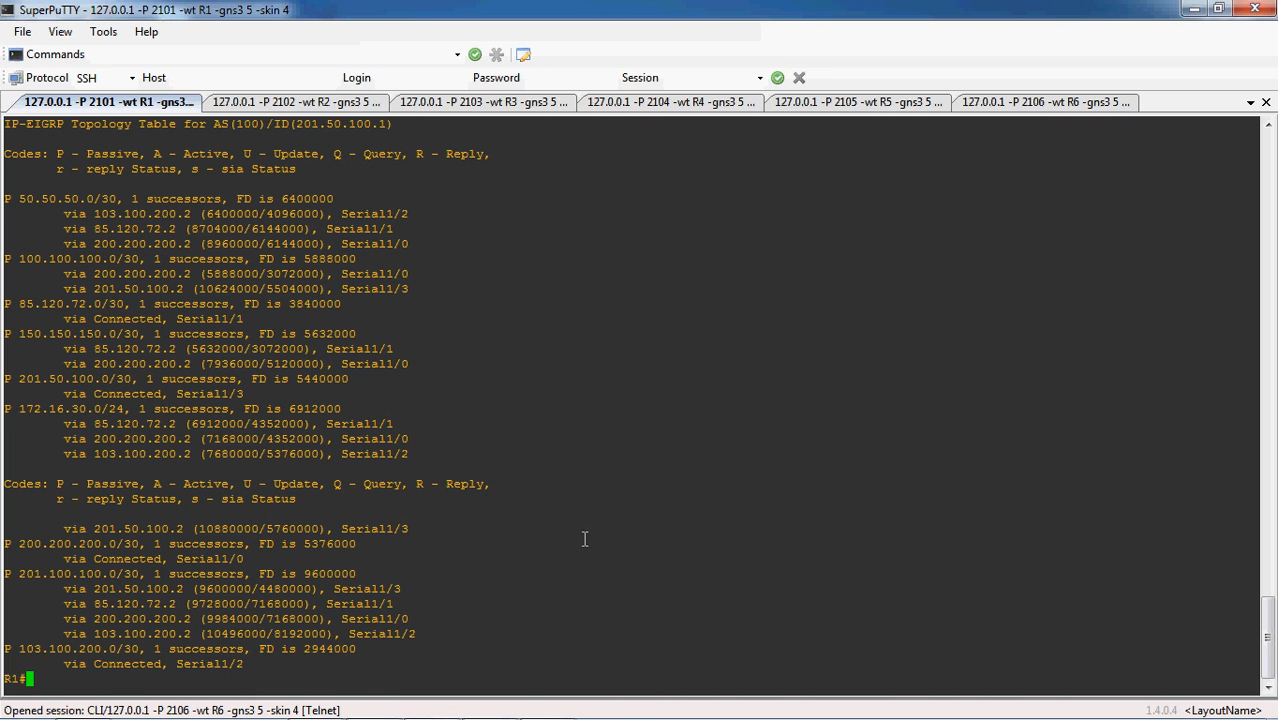 SuperPuTTY - 127.0.0.1 -P 2101 -wt R1 -gns3 5 -skin 4
File View Tools Help
Commands
Protocol SSH Host Login Password Session
127.0.0.1 -P 2101 -wt R1 -gns3... 127.0.0.1 -P 2102 -wt R2 -gns3 5 ... 127.0.0.1 -P 2103 -wt R3 -gns3 5 ... 127.0.0.1 -P 2104 -wt R4 -gns3 5 ... 127.0.0.1 -P 2105 -wt R5 -gns3 5 ... 127.0.0.1 -P 2106 -wt R6 -gns3 5 ...
IP-EIGRP Topology Table for AS(100)/ID(201.50.100.1)
Codes: P - Passive, A - Active, U - Update, Q - Query, R - Reply,
r - reply Status, s - sia Status
P 50.50.50.0/30, 1 successors, FD is 6400000
via 103.100.200.2 (6400000/4096000), Serial1/2
via 85.120.72.2 (8704000/6144000), Serial1/1
via 200.200.200.2 (8960000/6144000), Serial1/0
P 100.100.100.0/30, 1 successors, FD is 5888000
via 200.200.200.2 (5888000/3072000), Serial1/0
via 201.50.100.2 (10624000/5504000), Serial1/3
P 85.120.72.0/30, 1 successors, FD is 3840000
via Connected, Serial1/1
P 150.150.150.0/30, 1 successors, FD is 5632000
via 85.120.72.2 (5632000/3072000), Serial1/1
via 200.200.200.2 (7936000/5120000), Serial1/0
P 201.50.100.0/30, 1 successors, FD is 5440000
via Connected, Serial1/3
P 172.16.30.0/24, 1 successors, FD is 6912000
via 85.120.72.2 (6912000/4352000), Serial1/1
via 200.200.200.2 (7168000/4352000), Serial1/0
via 103.100.200.2 (7680000/5376000), Serial1/2
Codes: P - Passive, A - Active, U - Update, Q - Query, R - Reply,
r - reply Status, s - sia Status
via 201.50.100.2 (10880000/5760000), Serial1/3
P 200.200.200.0/30, 1 successors, FD is 5376000
via Connected, Serial1/0
P 201.100.100.0/30, 1 successors, FD is 9600000
via 201.50.100.2 (9600000/4480000), Serial1/3
via 85.120.72.2 (9728000/7168000), Serial1/1
via 200.200.200.2 (9984000/7168000), Serial1/0
via 103.100.200.2 (10496000/8192000), Serial1/2
P 103.100.200.0/30, 1 successors, FD is 2944000
via Connected, Serial1/2
R1#
Opened session: CLI/127.0.0.1 -P 2106 -wt R6 -gns3 5 -skin 4 [Telnet] 1.4.0.4 <LayoutName>